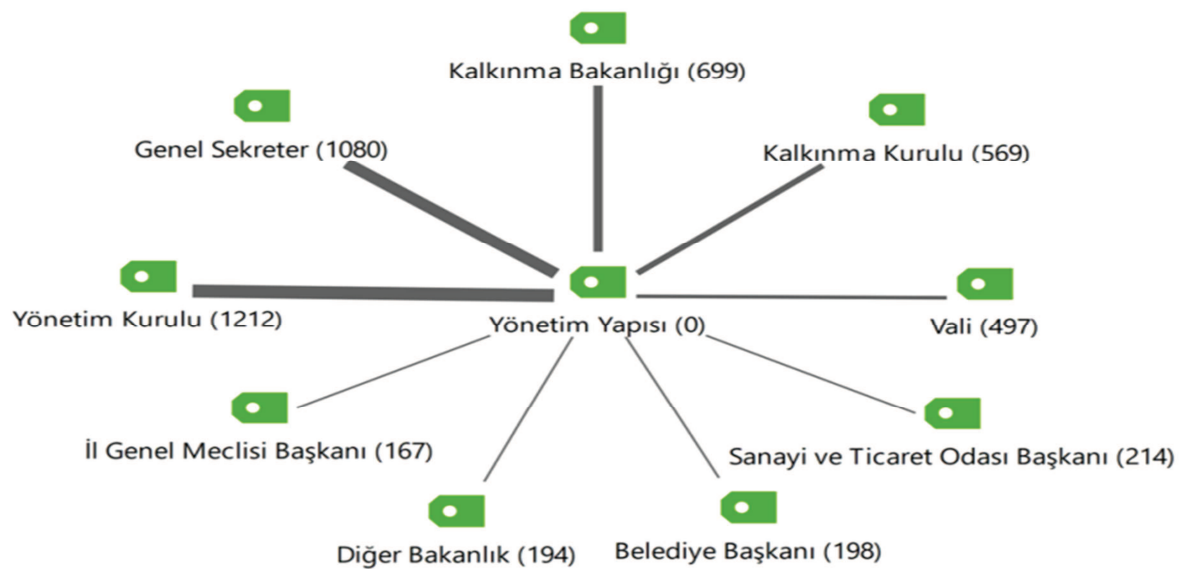 Kalkınma Bakanlığı (699)
Genel Sekreter (1080)
Kalkınma Kurulu (569)
Yönetim Kurulu (1212)
Yönetim Yapısı (0)
Vali (497)
İl Genel Meclisi Başkanı (167)
Sanayi ve Ticaret Odası Başkanı (214)
Diğer Bakanlık (194)
Belediye Başkanı (198)